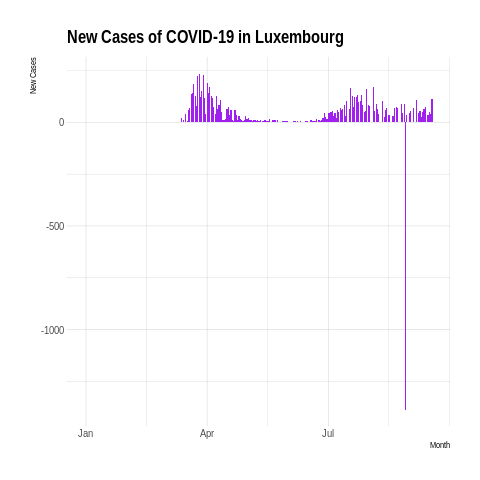 New Cases of COVID-19 in Luxembourg
New Cases
0
-500
-1000
Jan
Apr
Jul
Month